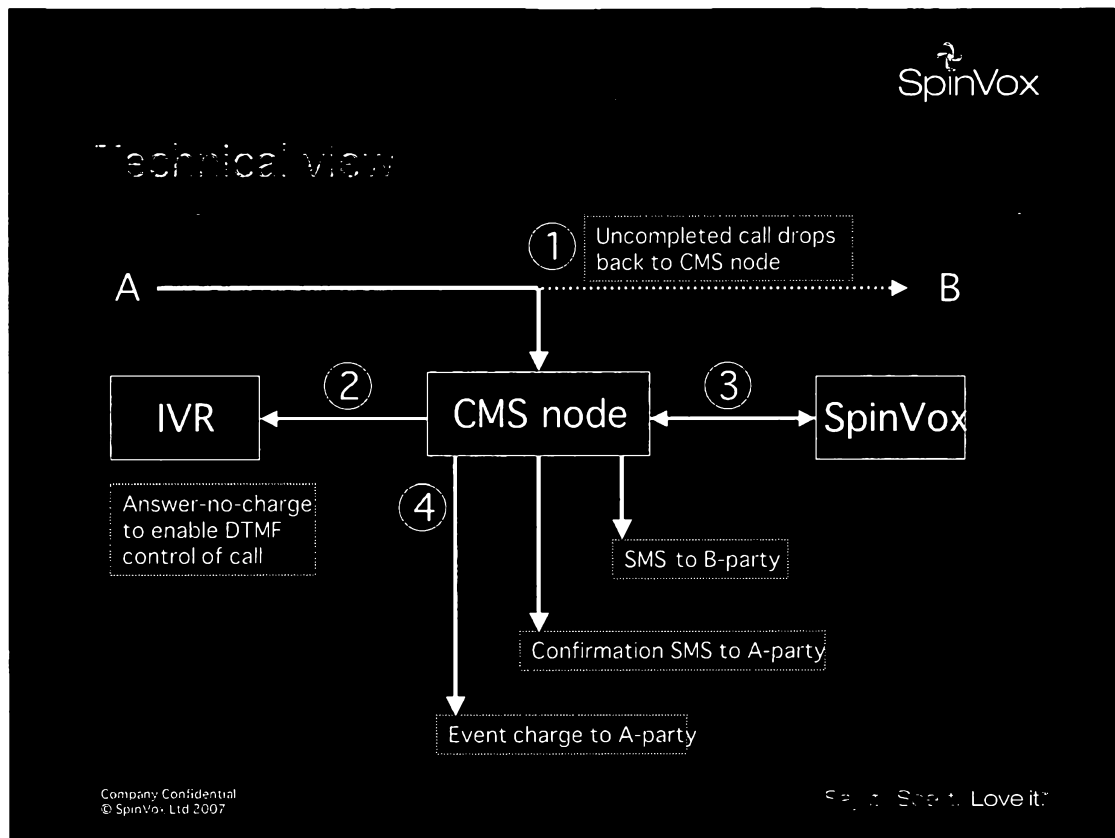 SpinVox
Technical view
1
Uncompleted call drops
back to CMS node
A
B
2
3
IVR
CMS node
SpinVox
Answer-no-charge
to enable DTMF
control of call
4
SMS to B-party
Confirmation SMS to A-party
Event charge to A-party
Company Confidential
© SpinVox Ltd 2007
Love it.